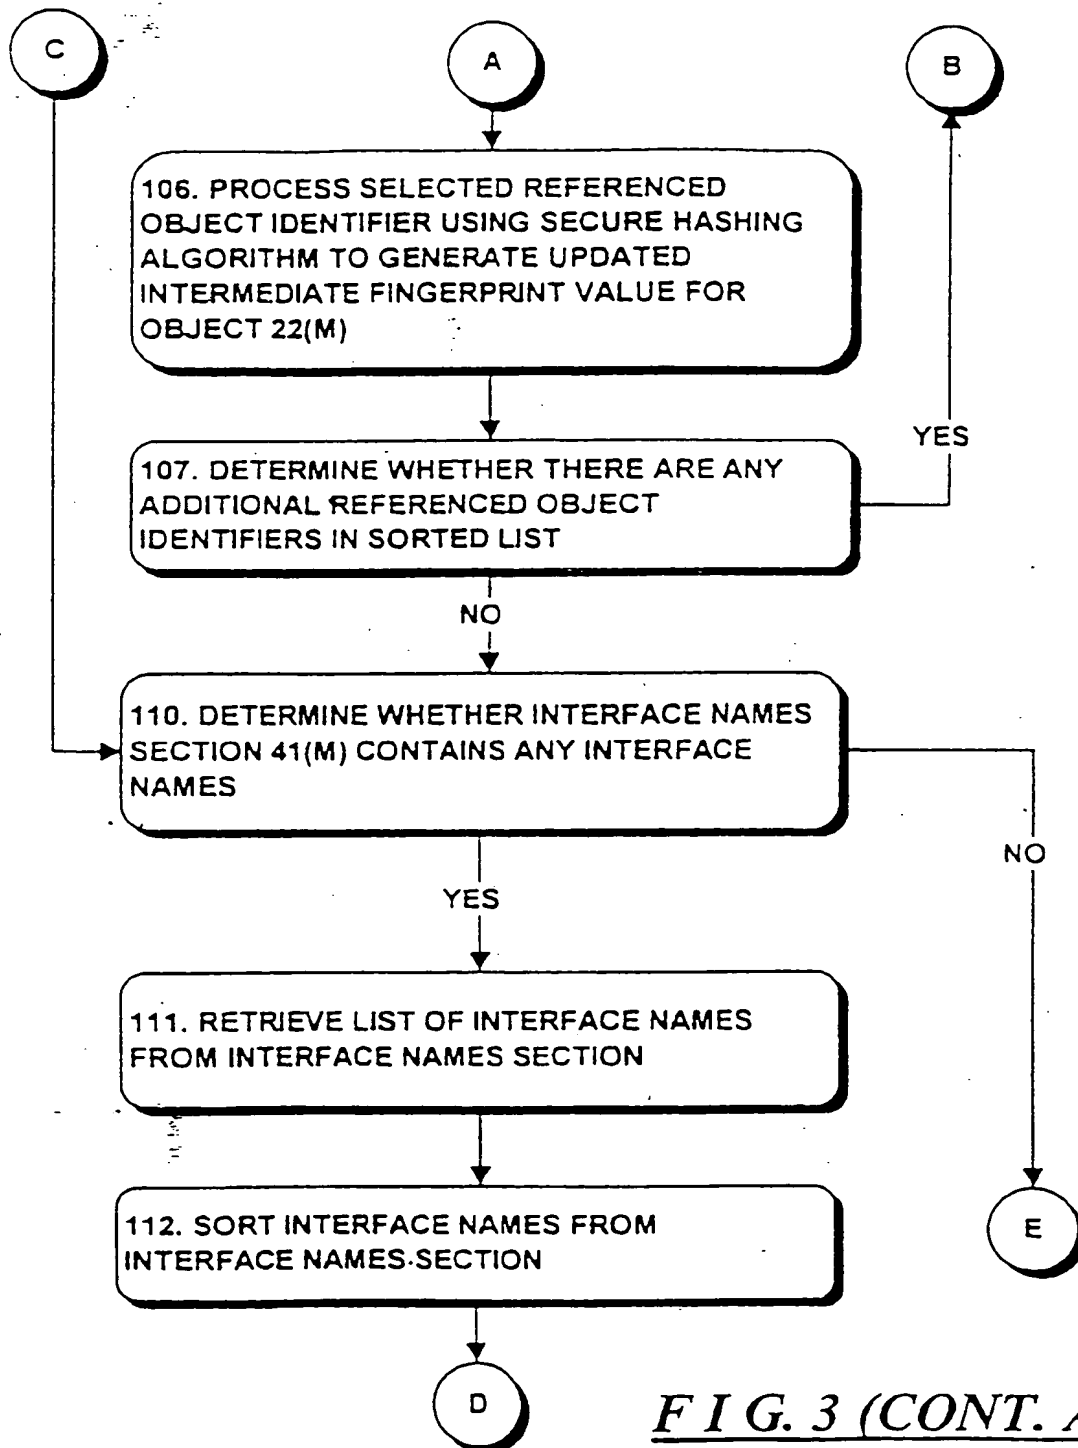 C
A
B
106. PROCESS SELECTED REFERENCED
OBJECT IDENTIFIER USING SECURE HASHING
ALGORITHM TO GENERATE UPDATED
INTERMEDIATE FINGERPRINT VALUE FOR
OBJECT 22(M)
YES
107. DETERMINE WHETHER THERE ARE ANY
ADDITIONAL REFERENCED OBJECT
IDENTIFIERS IN SORTED LIST
NO
110. DETERMINE WHETHER INTERFACE NAMES
SECTION 41(M) CONTAINS ANY INTERFACE
NAMES
NO
YES
111. RETRIEVE LIST OF INTERFACE NAMES
FROM INTERFACE NAMES SECTION
112. SORT INTERFACE NAMES FROM
INTERFACE NAMES SECTION
E
D
FIG. 3 (CONT.